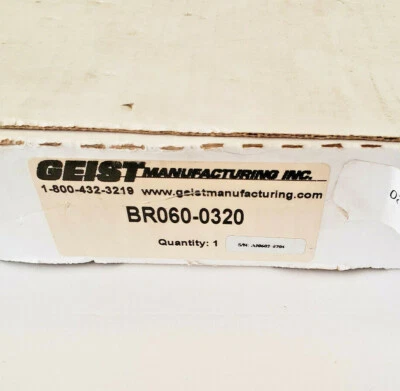 GEIST MANUFACTURING INC.
1-800-432-3219 www.geistmanufacturing.com
BR060-0320
Quantity: 1
S/N: